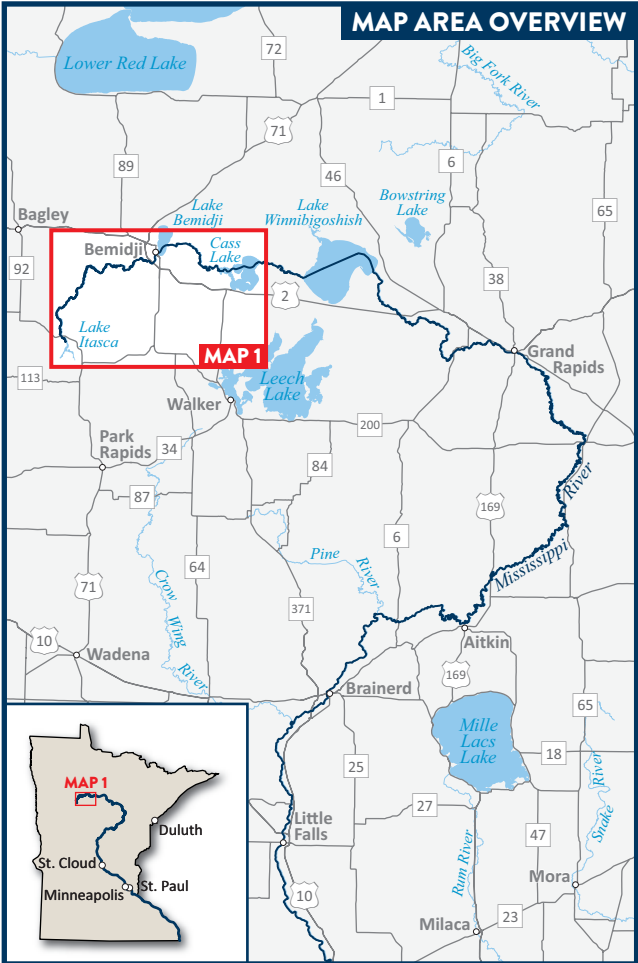 MAP AREA OVERVIEW
Lower Red Lake
72
Big Fork
River
1
71
89
6
46
Bowstring
Lake
65
Lake
Bemidji
Lake
Winnibigoshish
Bagley
Bemidji
Cass
Lake
92
38
2
Lake
Itasca
MAP 1
Grand
Rapids
113
Leech
Lake
Walker
200
Park
Rapids
34
84
87
169
River
Mississippi
6
Pine
River
64
71
Crow
Wing
River
371
10
Wadena
Aitkin
169
Brainerd
65
Mille
Lacs
Lake
18
25
River
Snake
27
Little
Falls
47
Rum River
Mora
10
23
Milaca
MAP 1
Duluth
St. Cloud
St. Paul
Minneapolis